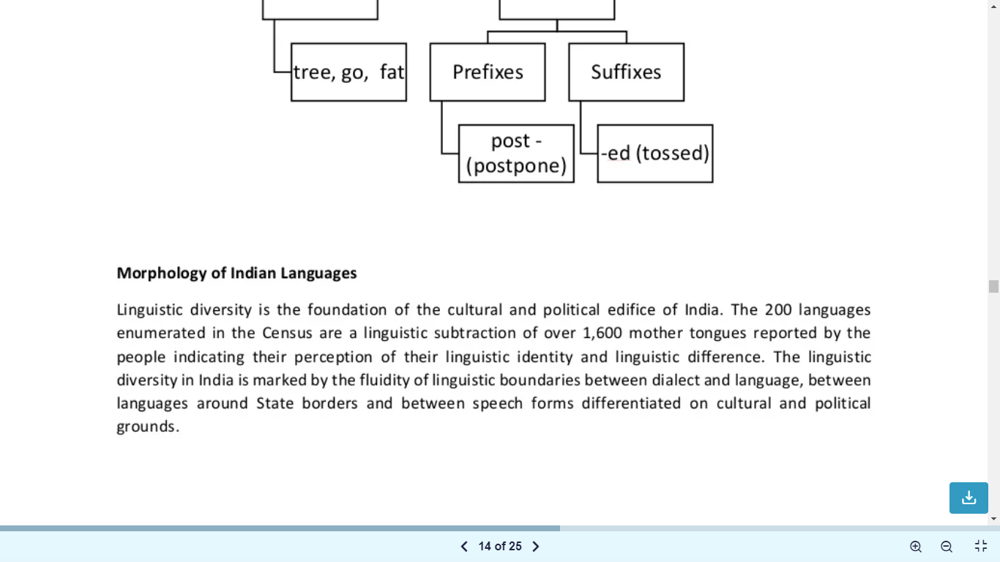 tree, go, fat
Prefixes
Suffixes
post -
(postpone)
-ed (tossed)
Morphology of Indian Languages
Linguistic diversity is the foundation of the cultural and political edifice of India. The 200 languages
enumerated in the Census are a linguistic subtraction of over 1,600 mother tongues reported by the
people indicating their perception of their linguistic identity and linguistic difference. The linguistic
diversity in India is marked by the fluidity of linguistic boundaries between dialect and language, between
languages around State borders and between speech forms differentiated on cultural and political
grounds.
14 of 25